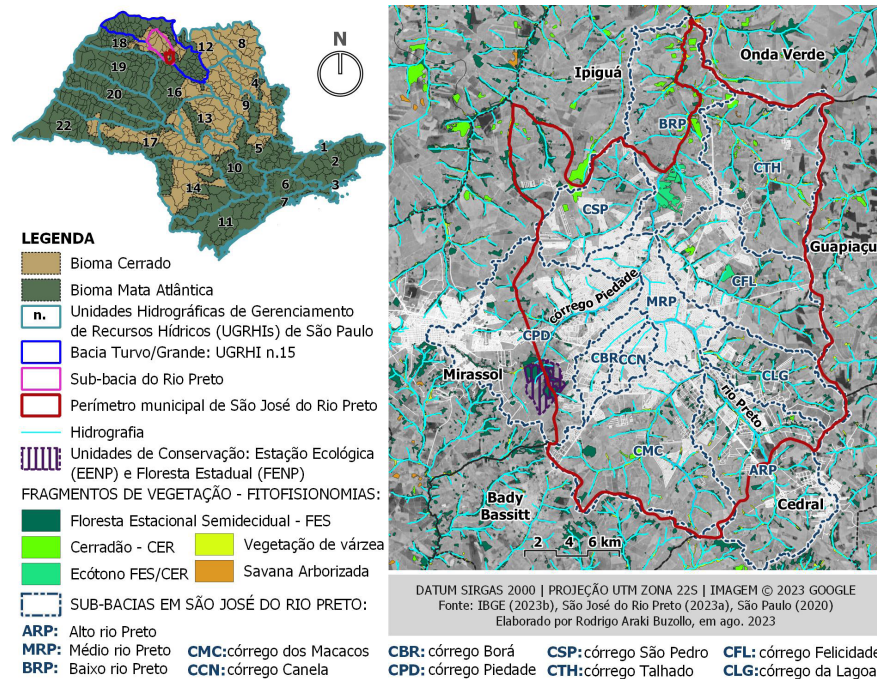 18
12
8
19
4
20
16
9
13
22
17
5
1
10
2
14
6
3
7
11
N
LEGENDA
Bioma Cerrado
Bioma Mata Atlântica
n. Unidades Hidrográficas de Gerenciamento
de Recursos Hídricos (UGRHIs) de São Paulo
Bacia Turvo/Grande: UGRHI n.15
Sub-bacia do Rio Preto
Perímetro municipal de São José do Rio Preto
Hidrografia
Unidades de Conservação: Estação Ecológica
(EENP) e Floresta Estadual (FENP)
FRAGMENTOS DE VEGETAÇÃO - FITOFISIONOMIAS:
Floresta Estacional Semidecidual - FES
Cerradão - CER Vegetação de várzea
Ecótono FES/CER Savana Arborizada
SUB-BACIAS EM SÃO JOSÉ DO RIO PRETO:
ARP: Alto rio Preto
MRP: Médio rio Preto CMC: córrego dos Macacos
BRP: Baixo rio Preto CCN: córrego Canela
Onda Verde
Ipiguá
BRP
CTH
CSP
Guapiaçu
CFL
córrego Piedade
MRP
CPD
CBR CCN
Mirassol
CLG
rio Preto
CMC
ARP
Bady
Bassitt
Cedral
2 4 6 km
DATUM SIRGAS 2000 | PROJEÇÃO UTM ZONA 22S | IMAGEM © 2023 GOOGLE
Fonte: IBGE (2023b), São José do Rio Preto (2023a), São Paulo (2020)
Elaborado por Rodrigo Araki Buzollo, em ago. 2023
CBR: córrego Borá CSP: córrego São Pedro CFL: córrego Felicidade
CPD: córrego Piedade CTH: córrego Talhado CLG: córrego da Lagoa